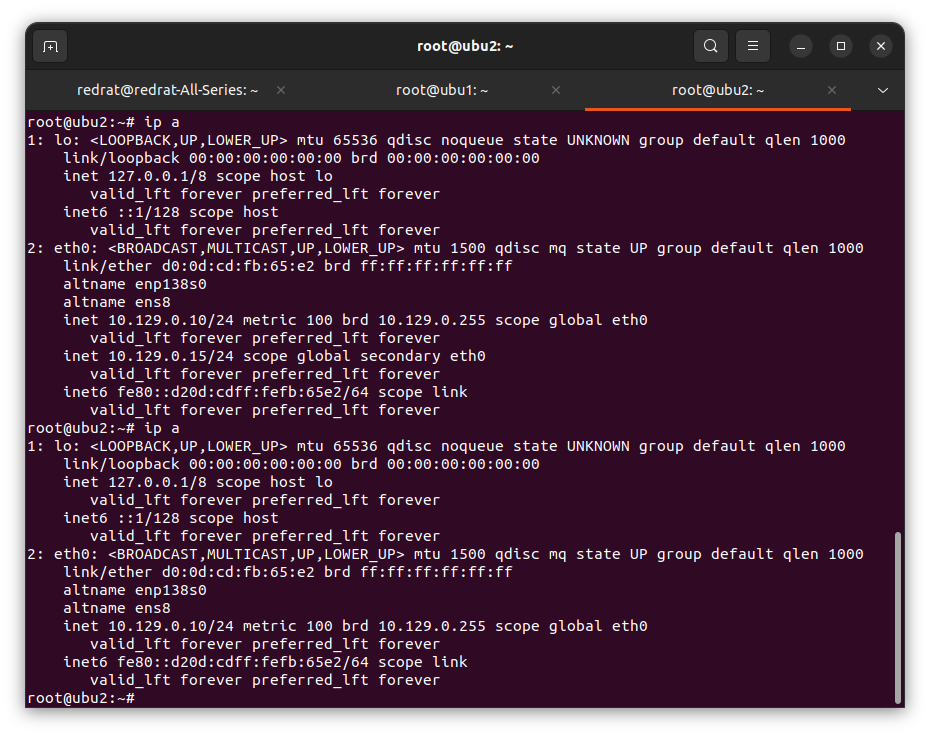 root@ubu2: ~
redrat@redrat-All-Series: ~
root@ubu1: ~
root@ubu2: ~
root@ubu2:~# ip a
1: lo: <LOOPBACK,UP,LOWER_UP> mtu 65536 qdisc noqueue state UNKNOWN group default qlen 1000
    link/loopback 00:00:00:00:00:00 brd 00:00:00:00:00:00
    inet 127.0.0.1/8 scope host lo
       valid_lft forever preferred_lft forever
    inet6 ::1/128 scope host
       valid_lft forever preferred_lft forever
2: eth0: <BROADCAST,MULTICAST,UP,LOWER_UP> mtu 1500 qdisc mq state UP group default qlen 1000
    link/ether d0:0d:cd:fb:65:e2 brd ff:ff:ff:ff:ff:ff
    altname enp138s0
    altname ens8
    inet 10.129.0.10/24 metric 100 brd 10.129.0.255 scope global eth0
       valid_lft forever preferred_lft forever
    inet 10.129.0.15/24 scope global secondary eth0
       valid_lft forever preferred_lft forever
    inet6 fe80::d20d:cdff:fefb:65e2/64 scope link
       valid_lft forever preferred_lft forever
root@ubu2:~# ip a
1: lo: <LOOPBACK,UP,LOWER_UP> mtu 65536 qdisc noqueue state UNKNOWN group default qlen 1000
    link/loopback 00:00:00:00:00:00 brd 00:00:00:00:00:00
    inet 127.0.0.1/8 scope host lo
       valid_lft forever preferred_lft forever
    inet6 ::1/128 scope host
       valid_lft forever preferred_lft forever
2: eth0: <BROADCAST,MULTICAST,UP,LOWER_UP> mtu 1500 qdisc mq state UP group default qlen 1000
    link/ether d0:0d:cd:fb:65:e2 brd ff:ff:ff:ff:ff:ff
    altname enp138s0
    altname ens8
    inet 10.129.0.10/24 metric 100 brd 10.129.0.255 scope global eth0
       valid_lft forever preferred_lft forever
    inet6 fe80::d20d:cdff:fefb:65e2/64 scope link
       valid_lft forever preferred_lft forever
root@ubu2:~#